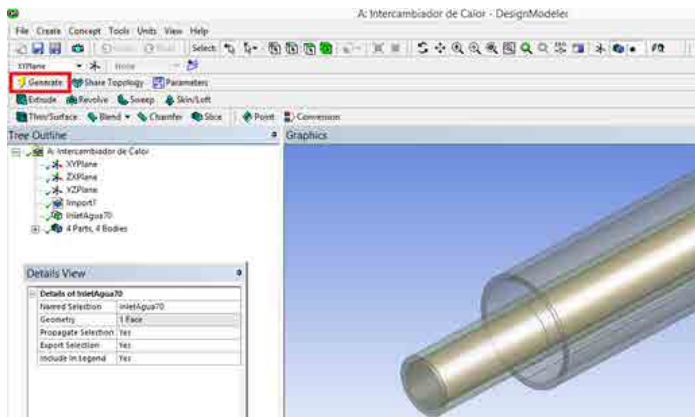 A: Intercambiador de Calor - DesignModeler
File Create Concept Tools Units View Help
Select:
XYPlane None
Generate Share Topology Parameters
Extrude Revolve Sweep Skin/Loft
Thin/Surface Blend Chamfer Slice Point Conversion
Tree Outline
Graphics
A: Intercambiador de Calor
XYPlane
ZXPlane
YZPlane
Import1
InletAgua70
4 Parts, 4 Bodies
Details View
Details of InletAgua70
Named Selection InletAgua70
Geometry 1 Face
Propagate Selection Yes
Export Selection Yes
Include in Legend Yes